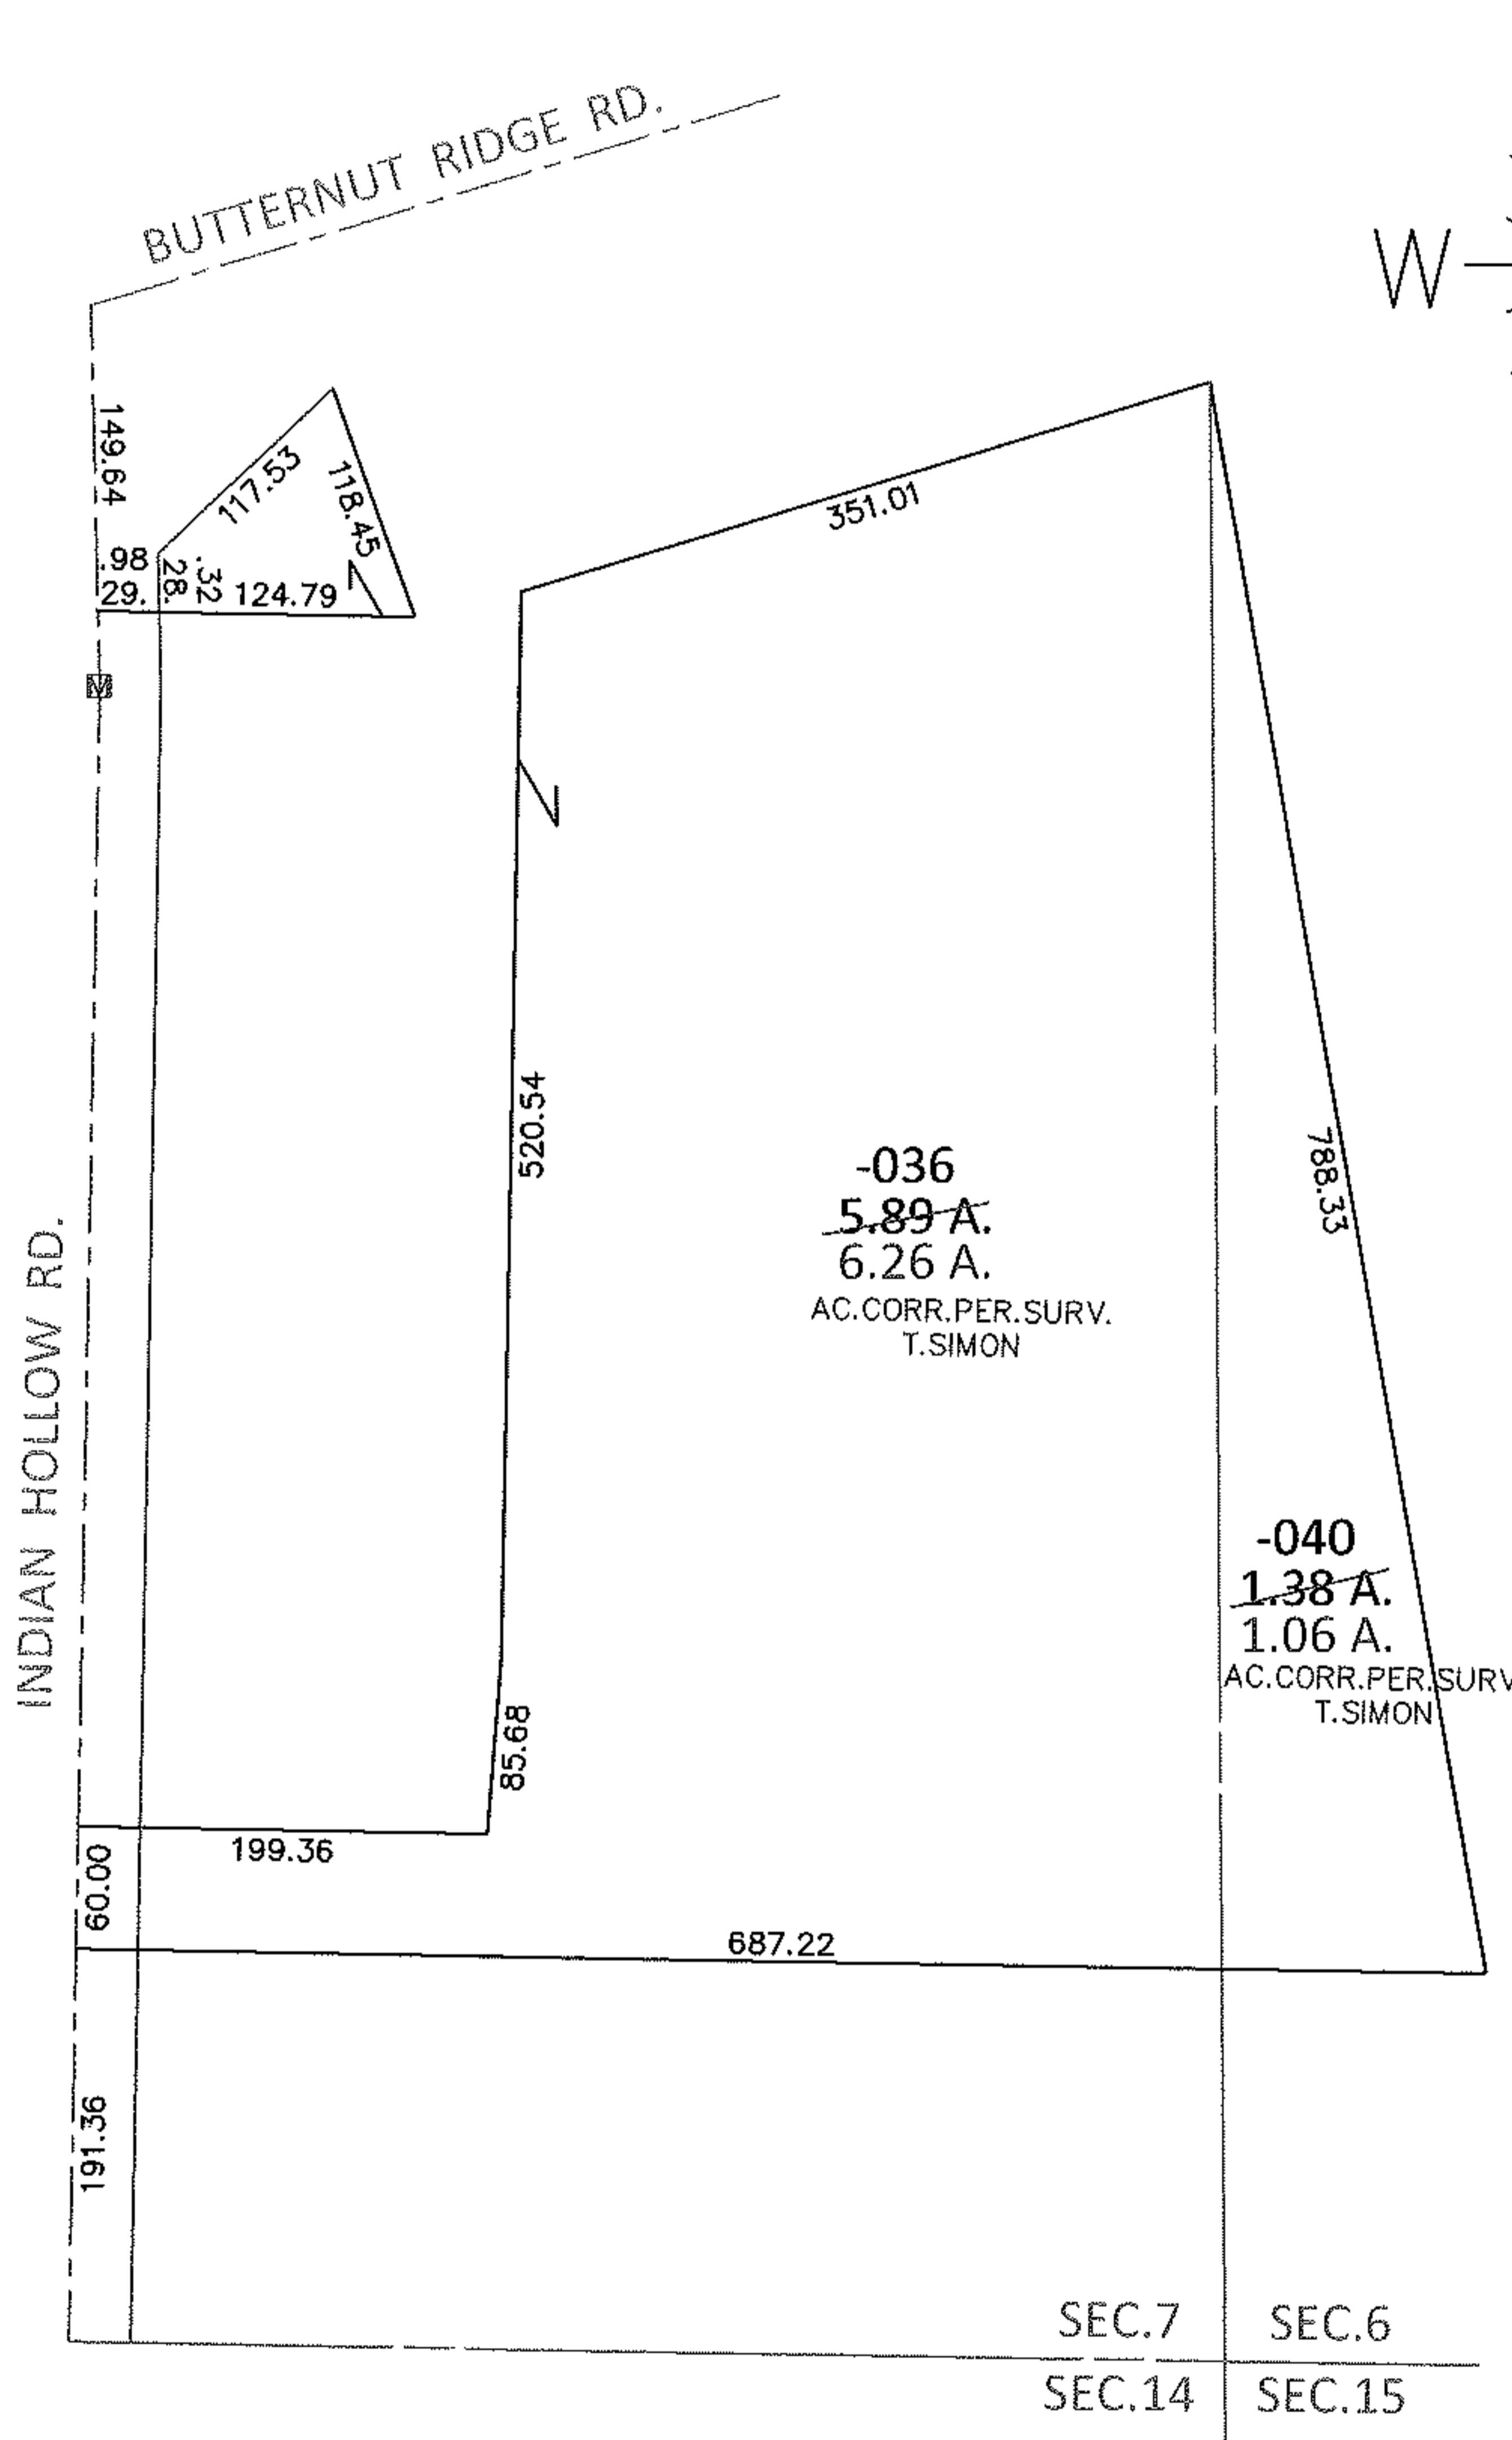 BUTTERNUT RIDGE RD.
W
149.64
117.53
118.45
.98
29.
28.
.32
124.79
351.01
M
520.54
-036
5.89 A.
6.26 A.
AC.CORR.PER.SURV.
T.SIMON
788.33
INDIAN HOLLOW RD.
-040
1.38 A.
1.06 A.
AC.CORR.PER.SURV
T.SIMON
85.68
199.36
60.00
687.22
191.36
SEC.7
SEC.6
SEC.14
SEC.15